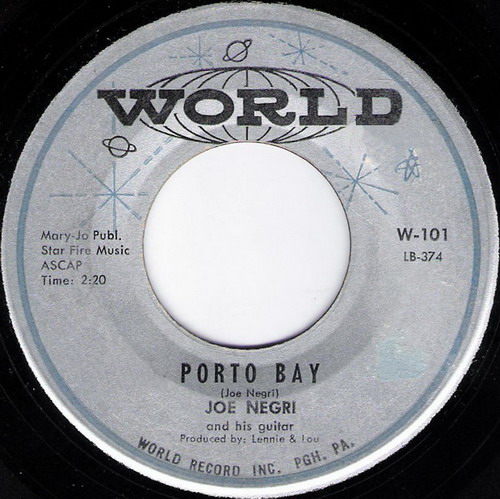 WORLD
Mary-Jo Publ.
Star Fire Music
ASCAP
Time: 2:20
W-101
LB-374
PORTO BAY
(Joe Negri)
JOE NEGRI
and his guitar
Produced by: Lennie & Lou
WORLD RECORD INC. PGH. PA.